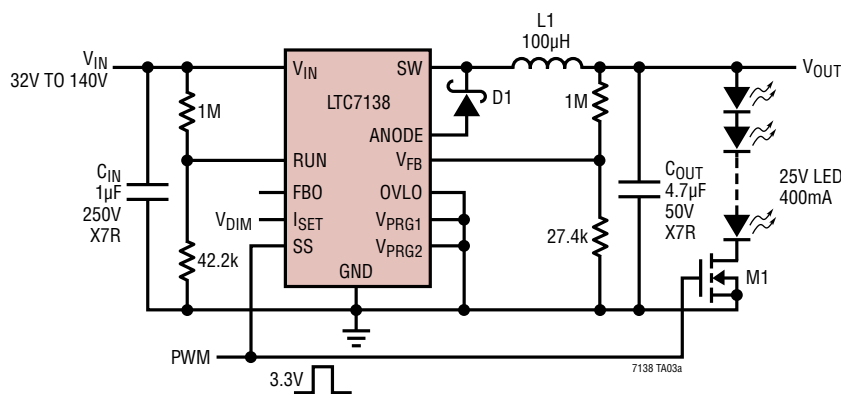 L1
100µH
V_IN
32V TO 140V
V_IN
SW
V_OUT
LTC7138
D1
1M
1M
ANODE
RUN
V_FB
C_IN
1µF
250V
X7R
C_OUT
4.7µF
50V
X7R
25V LED
400mA
FBO
OVLO
V_DIM
I_SET
V_PRG1
42.2k
SS
V_PRG2
27.4k
GND
M1
PWM
7138 TA03a
3.3V